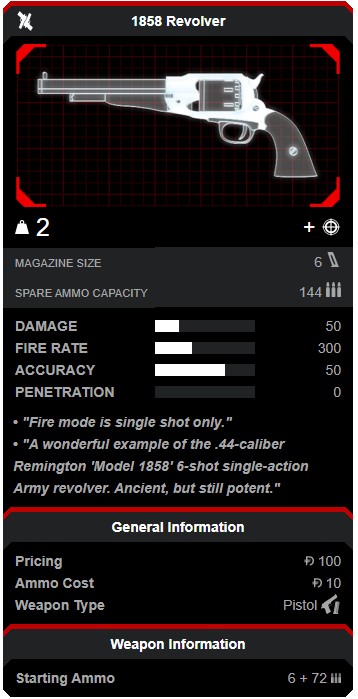 1858 Revolver
2 +
MAGAZINE SIZE 6
SPARE AMMO CAPACITY 144
DAMAGE 50
FIRE RATE 300
ACCURACY 50
PENETRATION 0
• "Fire mode is single shot only."
• "A wonderful example of the .44-caliber
Remington 'Model 1858' 6-shot single-action
Army revolver. Ancient, but still potent."
General Information
Pricing 100
Ammo Cost 10
Weapon Type Pistol
Weapon Information
Starting Ammo 6 + 72